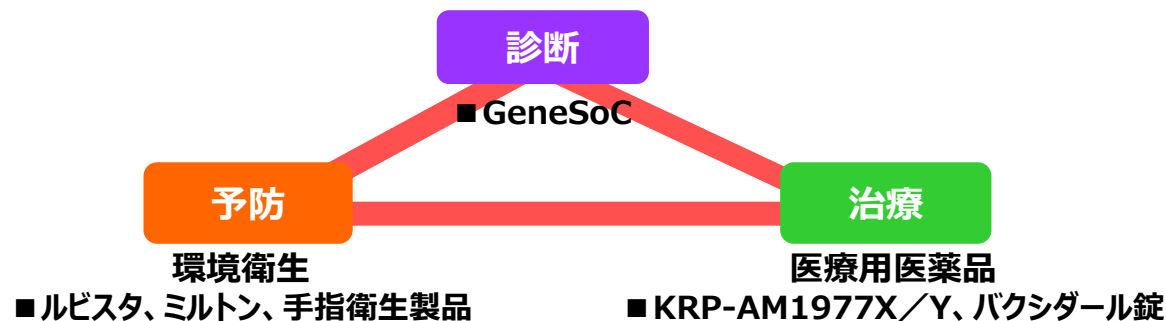 診断
■GeneSoC
予防
治療
環境衛生
医療用医薬品
■ルビスタ、ミルトン、手指衛生製品
■KRP-AM1977X／Y、バクシダール錠